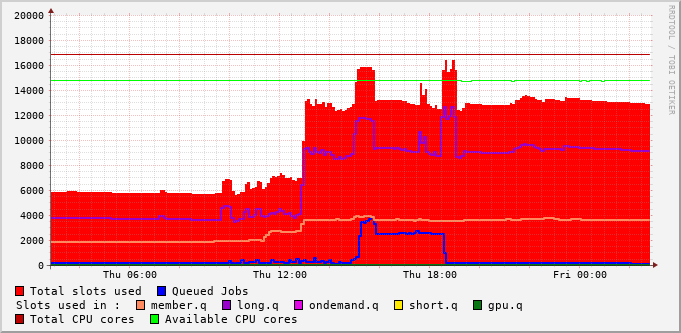 RRDTOOL / TOBI OETIKER
20000
18000
16000
14000
12000
10000
8000
6000
4000
2000
0
Thu 06:00 Thu 12:00 Thu 18:00 Fri 00:00
Total slots used Queued Jobs
Slots used in : member.q long.q ondemand.q short.q gpu.q
Total CPU cores Available CPU cores